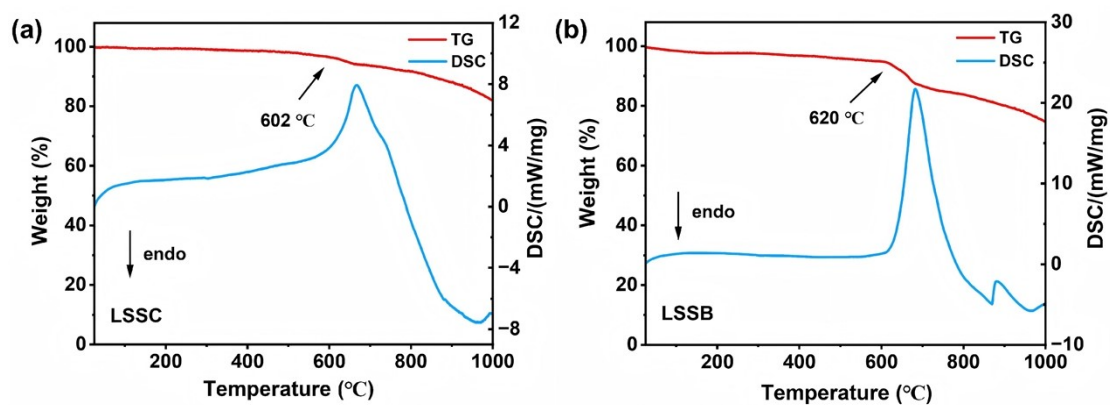 (a)
100
80
60
40
20
0
Weight (%)
TG
DSC
602 ℃
endo
LSSC
200
400
600
800
1000
Temperature (℃)
12
8
4
0
−4
−8
DSC/(mW/mg)
(b)
100
80
60
40
20
0
Weight (%)
TG
DSC
620 ℃
endo
LSSB
200
400
600
800
1000
Temperature (℃)
30
20
10
0
−10
DSC/(mW/mg)